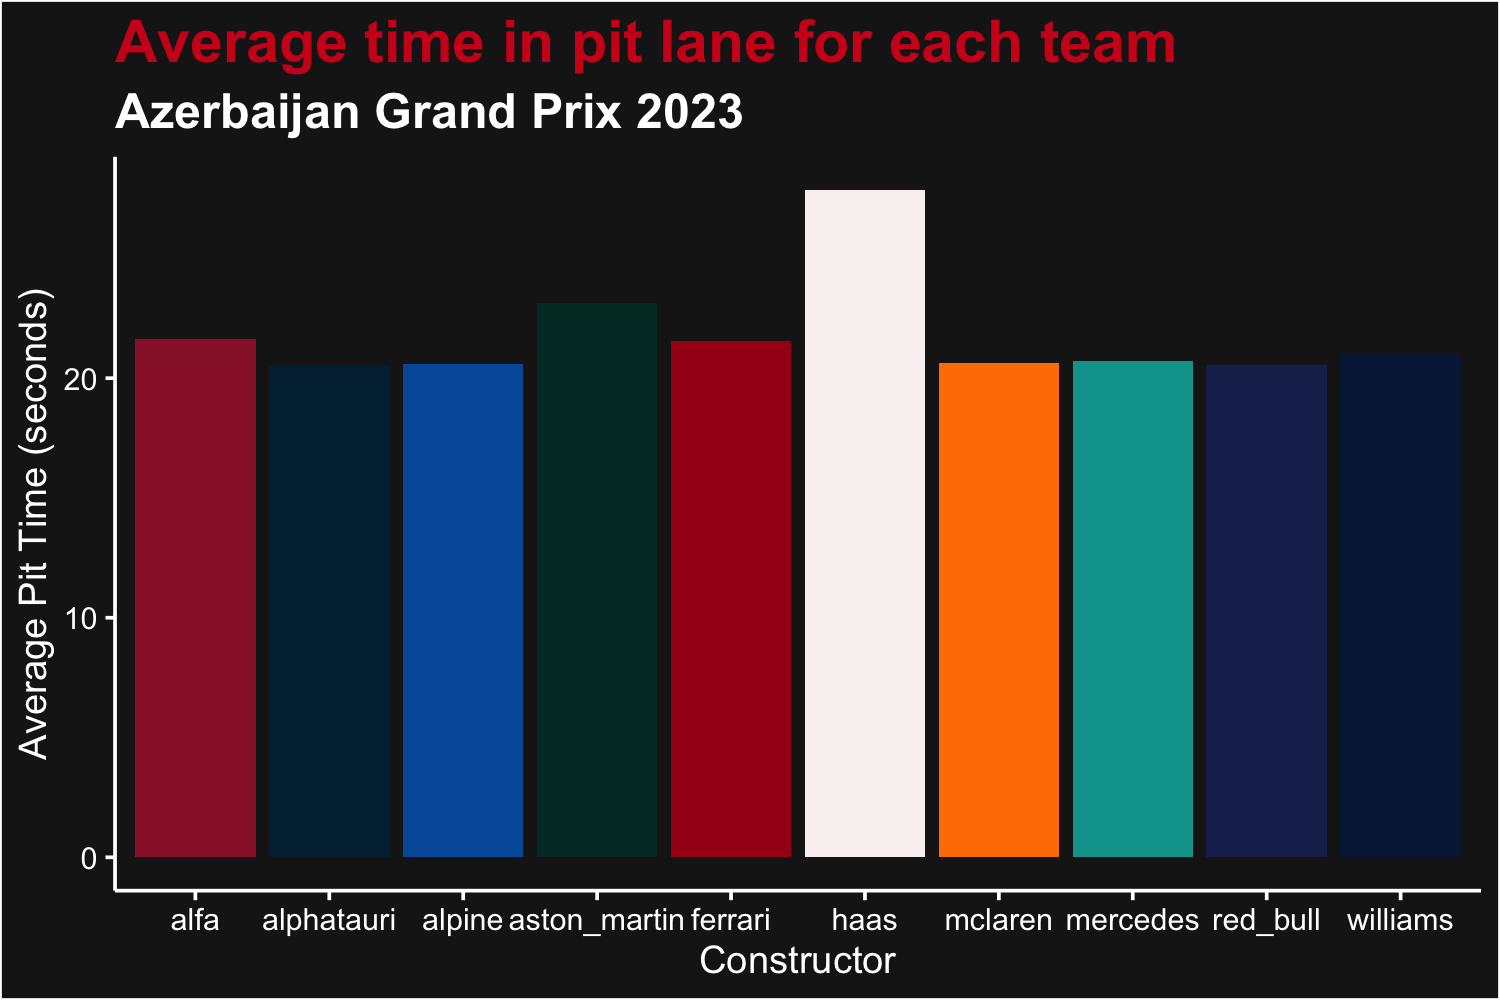 Average time in pit lane for each team
Azerbaijan Grand Prix 2023
Average Pit Time (seconds)
20
10
0
alfa alphatauri alpine aston_martin ferrari haas mclaren mercedes red_bull williams
Constructor